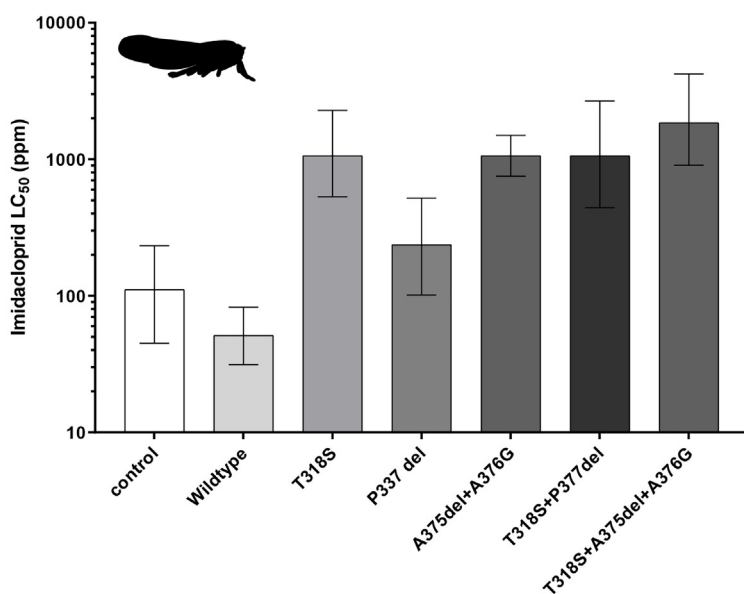 10000
1000
100
10
Imidacloprid LC50 (ppm)
control
Wildtype
T318S
P337 del
A375del+A376G
T318S+P377del
T318S+A375del+A376G